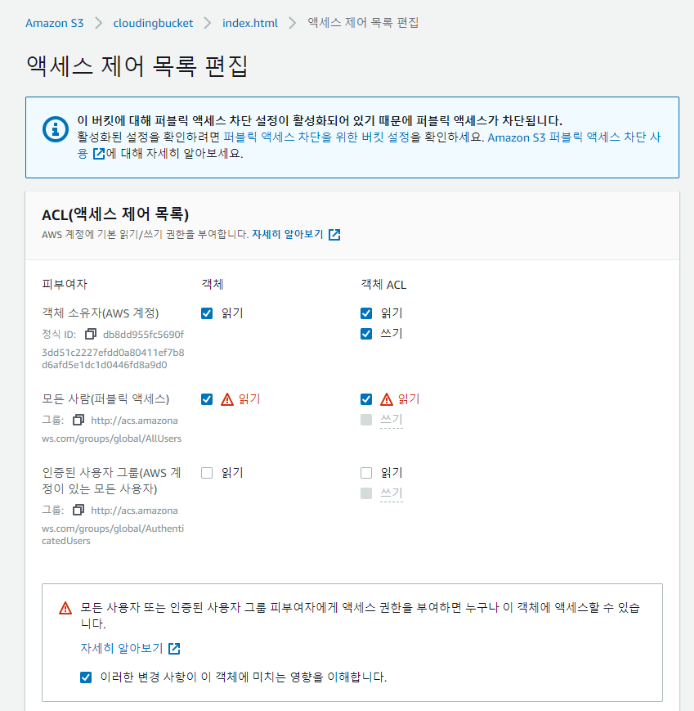 Amazon S3 > cloudingbucket > index.html > 액세스 제어 목록 편집
액세스 제어 목록 편집
이 버킷에 대해 퍼블릭 액세스 차단 설정이 활성화되어 있기 때문에 퍼블릭 액세스가 차단됩니다.
활성화된 설정을 확인하려면 퍼블릭 액세스 차단을 위한 버킷 설정을 확인하세요. Amazon S3 퍼블릭 액세스 차단 사
용 에 대해 자세히 알아보세요.
ACL(액세스 제어 목록)
AWS 계정에 기본 읽기/쓰기 권한을 부여합니다. 자세히 알아보기
피부여자 객체 객체 ACL
객체 소유자(AWS 계정) 읽기 읽기
정식 ID: db8dd955fc5690f 쓰기
3dd51c2227efdd0a80411ef7b8
d6afd5e1dc1d0446fd8a9d0
모든 사람(퍼블릭 액세스) 읽기 읽기
그룹: http://acs.amazona 쓰기
ws.com/groups/global/AllUsers
인증된 사용자 그룹(AWS 계 읽기 읽기
정이 있는 모든 사용자) 쓰기
그룹: http://acs.amazona
ws.com/groups/global/Authenti
catedUsers
모든 사용자 또는 인증된 사용자 그룹 피부여자에게 액세스 권한을 부여하면 누구나 이 객체에 액세스할 수 있습
니다.
자세히 알아보기
이러한 변경 사항이 이 객체에 미치는 영향을 이해합니다.